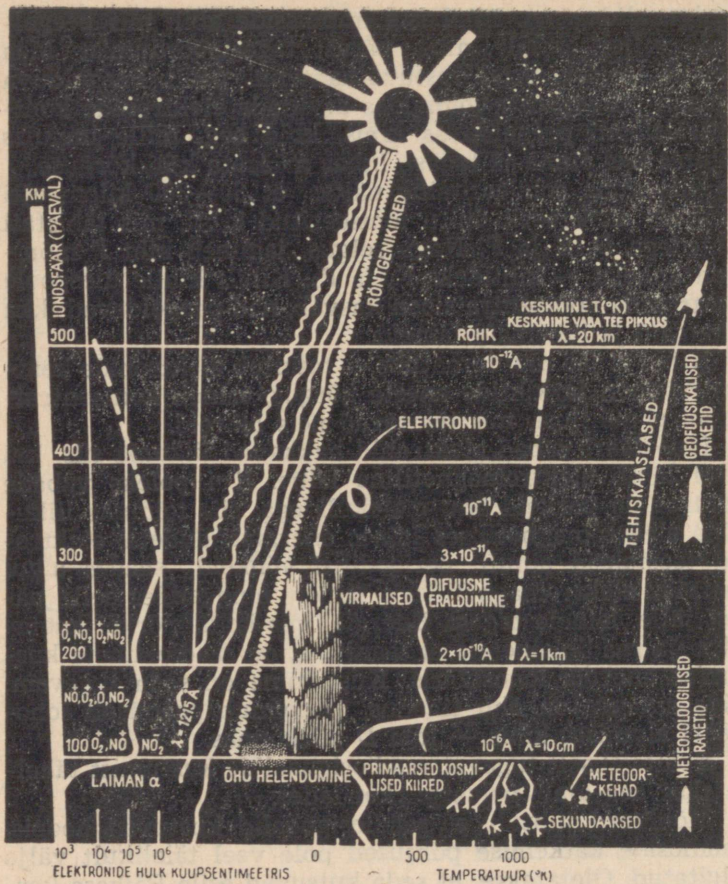 KM
IONOSFÄÄR (PÄEVAL)
RÖNTGENIKIIRED
KESKMINE T(°K)
KESKMINE VABA TEE PIKKUS
RÕHK
λ=20 km
500
10⁻¹²A
ELEKTRONID
TEHISKAASLASED
GEOFÜÜSIKALISED
RAKETID
400
10⁻¹¹A
300
3×10⁻¹¹A
VIRMALISED
DIFUUSNE
ERALDUMINE
O⁺, NO₂⁺ O₂⁺, NO₂⁻
200
2×10⁻¹⁰A
λ=1 km
NO⁺, O₂⁺, O⁺, NO₂⁻
λ=1215 Å
METEOROLOOGILISED
RAKETID
100 O₂⁺, NO⁺ NO₂⁻
10⁻⁶A λ=10 cm
LAIMAN α
ÕHU HELENDUMINE
PRIMAARSED KOSMI-
LISED KIIRED
METEOOR-
KEHAD
SEKUNDAARSED
10³ 10⁴ 10⁵ 10⁶
0 500 1000
ELEKTRONIDE HULK KUUPSENTIMEETRIS
TEMPERATUUR (°K)